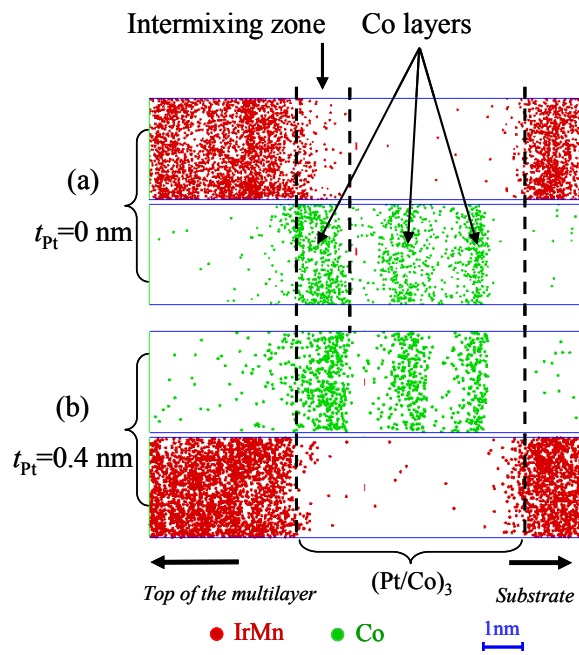 Intermixing zone Co layers
(a)
tPt=0 nm
(b)
tPt=0.4 nm
(Pt/Co)3
Top of the multilayer Substrate
IrMn Co 1nm